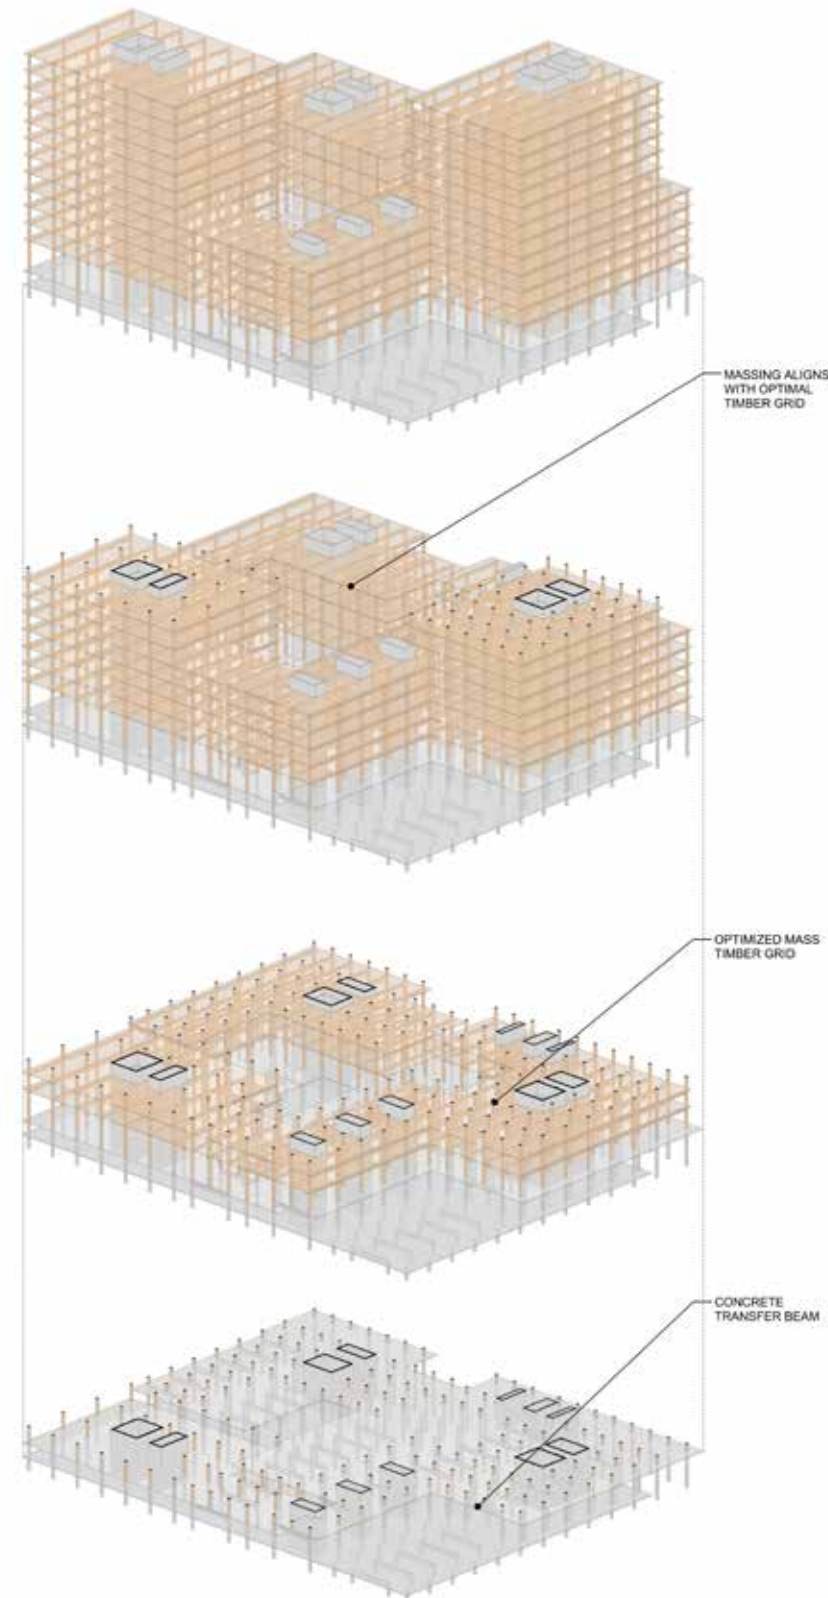 MASSING ALIGNS
WITH OPTIMAL
TIMBER GRID
OPTIMIZED MASS
TIMBER GRID
CONCRETE
TRANSFER BEAM